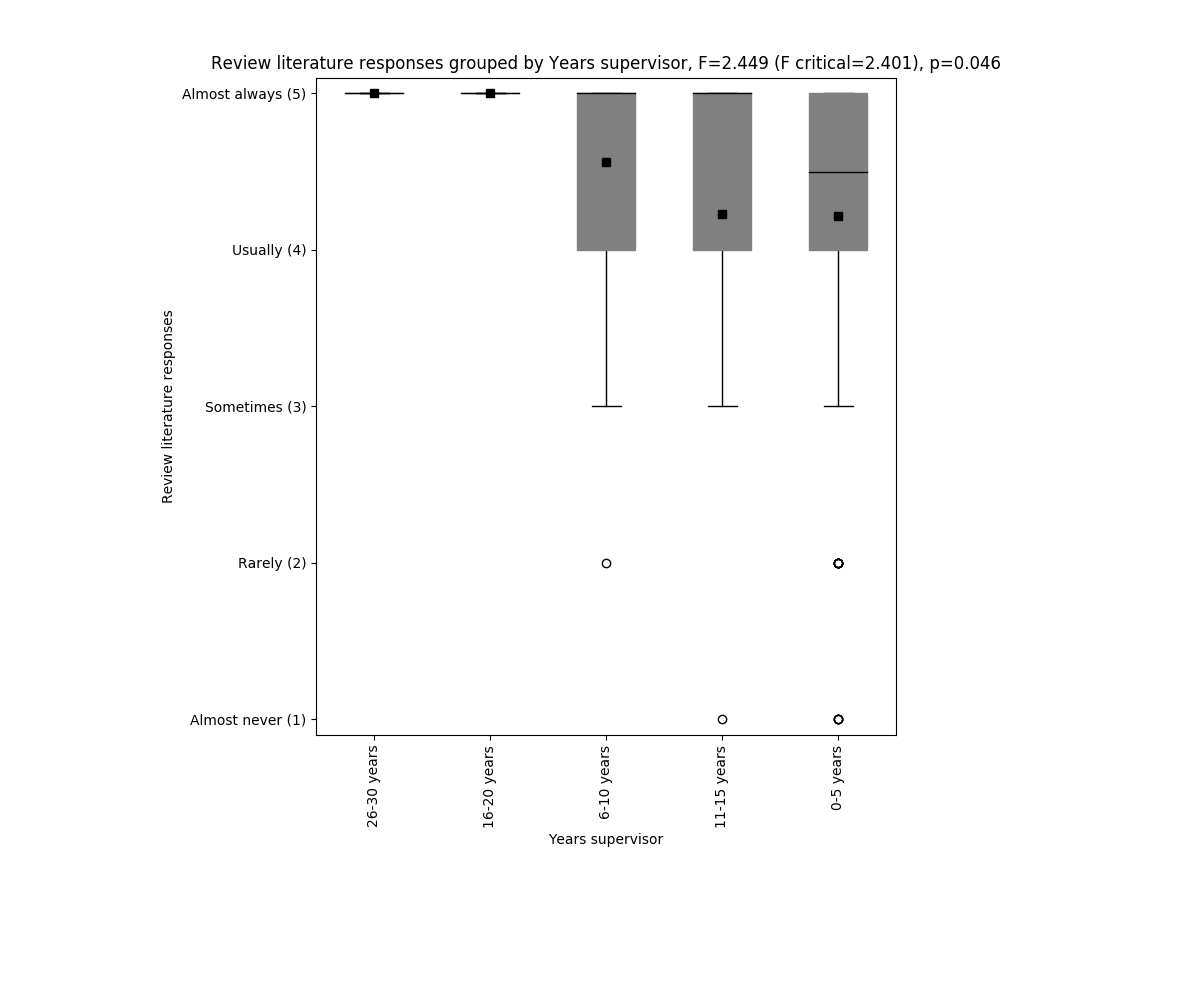 Review literature responses grouped by Years supervisor, F=2.449 (F critical=2.401), p=0.046
Almost always (5)
Usually (4)
Sometimes (3)
Rarely (2)
Almost never (1)
Review literature responses
26-30 years
16-20 years
6-10 years
11-15 years
0-5 years
Years supervisor